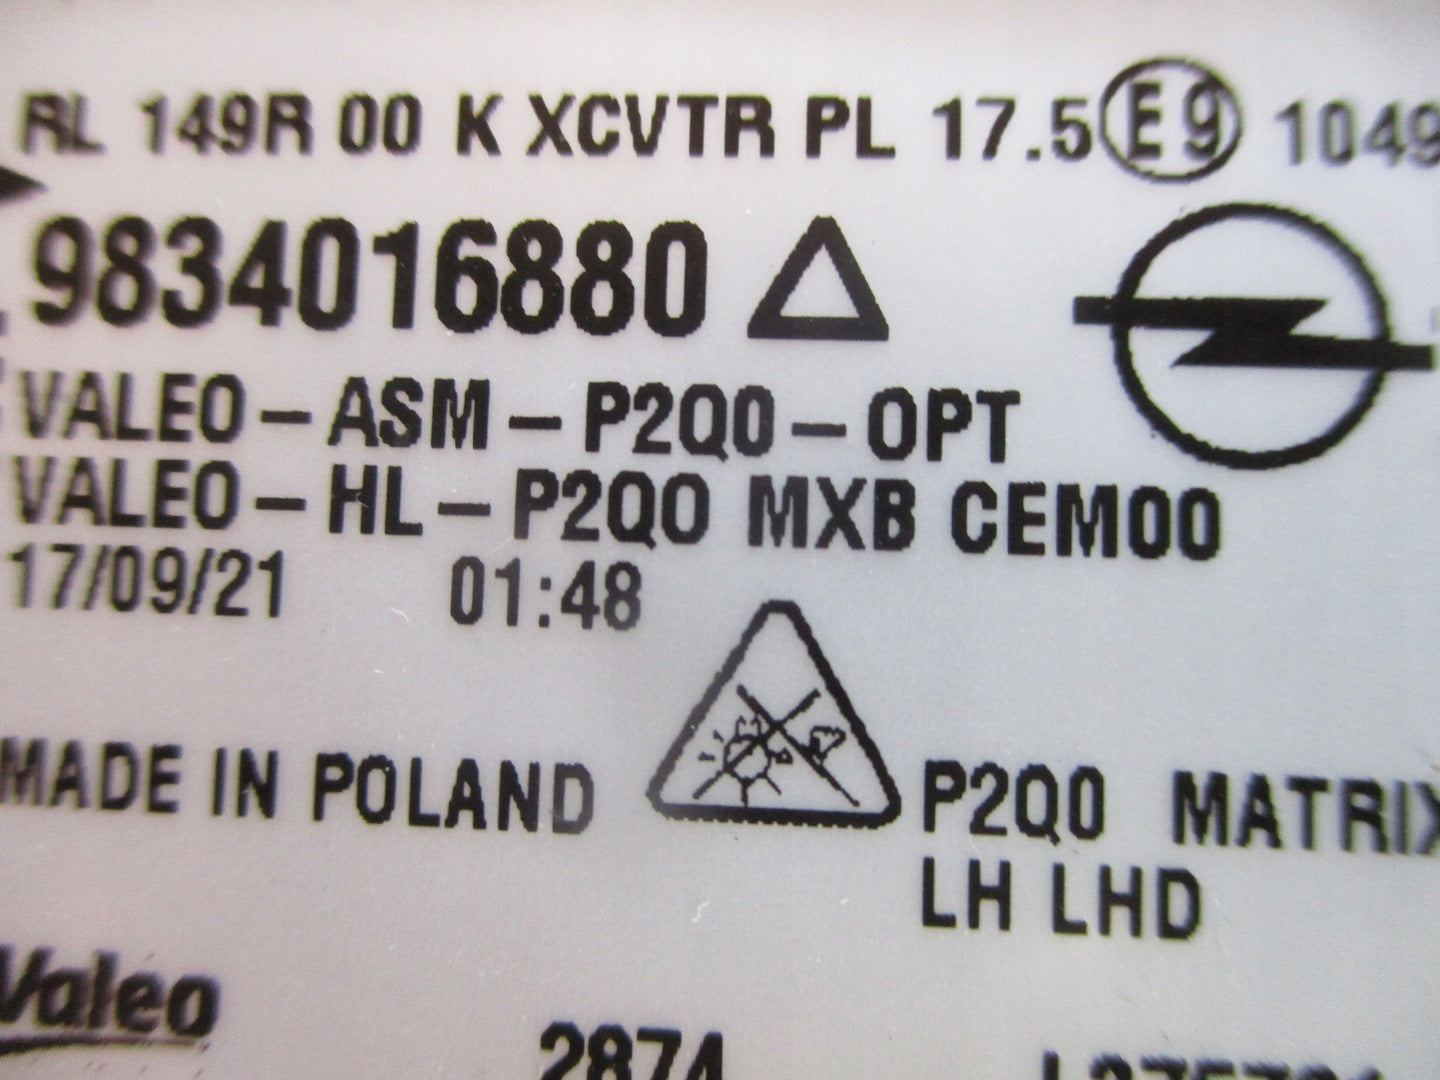 RL 149R 00 K XCVTR PL 17.5 E9 1049
9834016880
VALEO-ASM-P2Q0-OPT
VALEO-HL-P2Q0 MXB CEM00
17/09/21 01:48
MADE IN POLAND
P2Q0 MATRIX
LH LHD
Valeo
2874